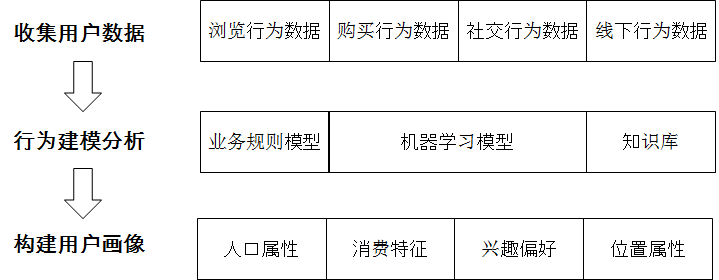 收集用户数据 浏览行为数据 购买行为数据 社交行为数据 线下行为数据
行为建模分析 业务规则模型 机器学习模型 知识库
构建用户画像 人口属性 消费特征 兴趣偏好 位置属性